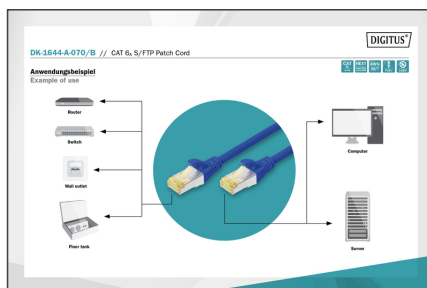 DIGITUS®
DK-1644-A-070/B // CAT 6A S/FTP Patch Cord
Anwendungsbeispiel
Example of use
Router
Switch
Wall outlet
Floor tank
Computer
Server